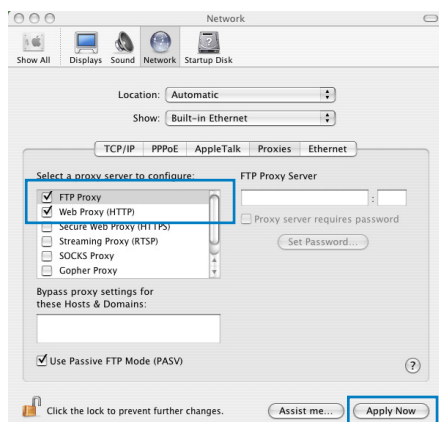 Network
Show All Displays Sound Network Startup Disk
Location: Automatic
Show: Built-in Ethernet
TCP/IP PPPoE AppleTalk Proxies Ethernet
Select a proxy server to configure:
FTP Proxy
Web Proxy (HTTP)
Secure Web Proxy (HTTPS)
Streaming Proxy (RTSP)
SOCKS Proxy
Gopher Proxy
FTP Proxy Server
:
Proxy server requires password
Set Password...
Bypass proxy settings for
these Hosts & Domains:
Use Passive FTP Mode (PASV)
?
Click the lock to prevent further changes.
Assist me...
Apply Now